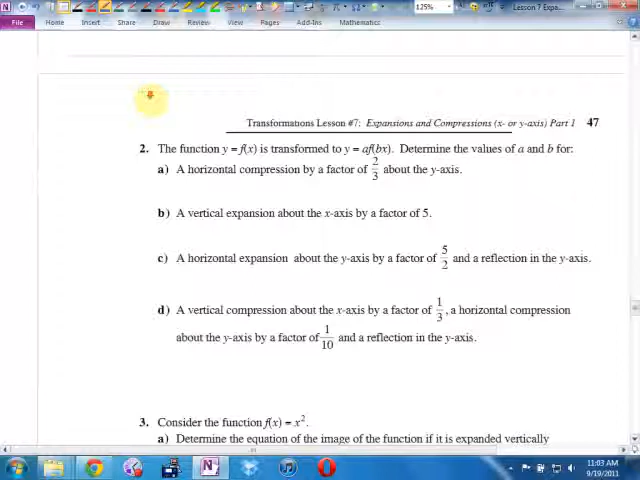 125%
Lesson 7 Expa...
File
Home
Insert
Share
Draw
Review
View
Pages
Add-Ins
Mathematics
Transformations Lesson #7: Expansions and Compressions (x- or y-axis) Part 1 47
2. The function y = f(x) is transformed to y = af(bx). Determine the values of a and b for:
a) A horizontal compression by a factor of 2/3 about the y-axis.
b) A vertical expansion about the x-axis by a factor of 5.
c) A horizontal expansion about the y-axis by a factor of 5/2 and a reflection in the y-axis.
d) A vertical compression about the x-axis by a factor of 1/3, a horizontal compression
about the y-axis by a factor of 1/10 and a reflection in the y-axis.
3. Consider the function f(x) = x².
a) Determine the equation of the image of the function if it is expanded vertically
11:03 AM
9/19/2011